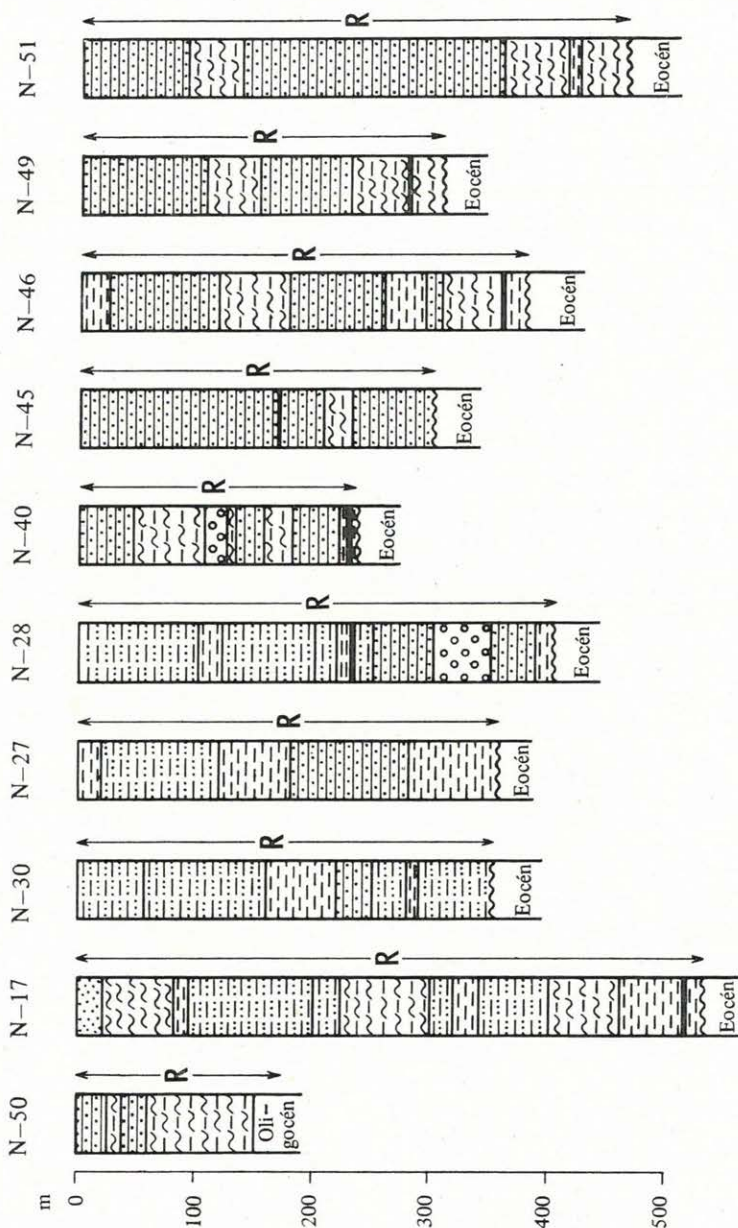 N–50
N–17
N–30
N–27
N–28
N–40
N–45
N–46
N–49
N–51
R
R
R
R
R
R
R
R
R
R
Oli-
gocén
Eocén
Eocén
Eocén
Eocén
Eocén
Eocén
Eocén
Eocén
Eocén
m
0
100
200
300
400
500